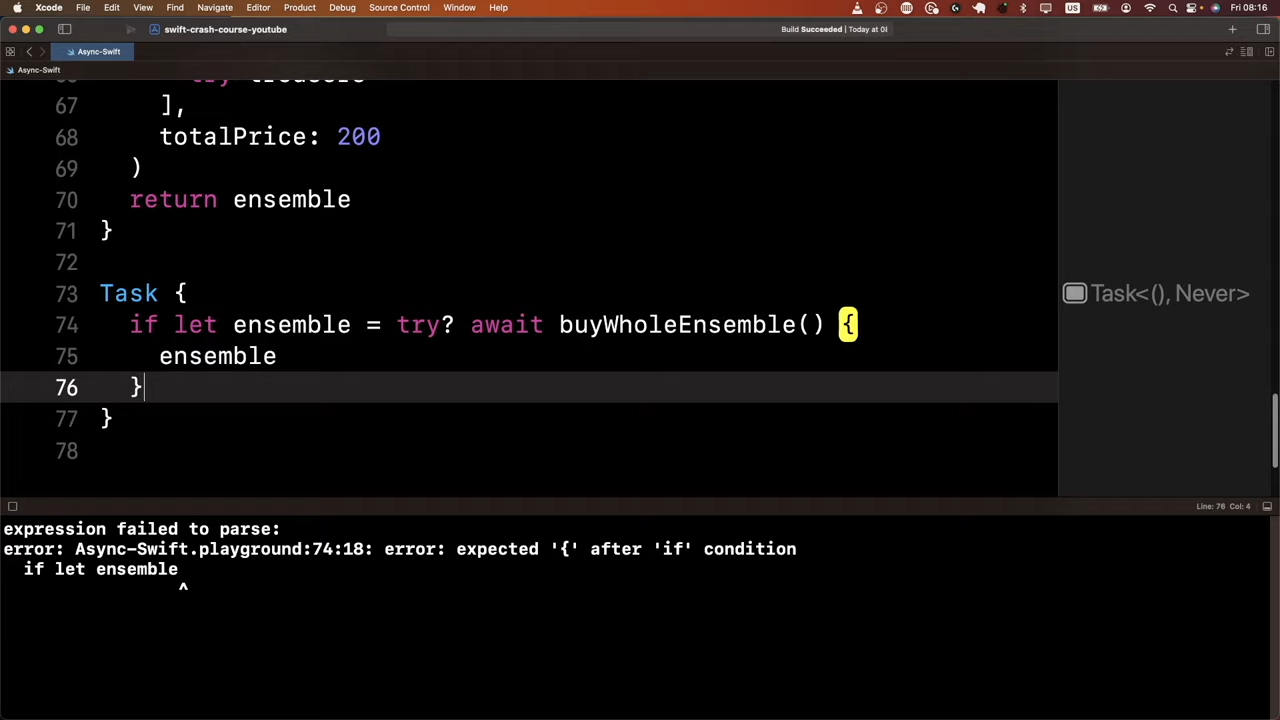 Xcode File Edit View Find Navigate Editor Product Debug Source Control Window Help US Fri 08:16
swift-crash-course-youtube Build Succeeded | Today at 0
Async-Swift
Async-Swift
67 ],
68 totalPrice: 200
69 )
70 return ensemble
71 }
72
73 Task {
Task<(), Never>
74 if let ensemble = try? await buyWholeEnsemble() {
75 ensemble
76 }
77 }
78
Line: 76 Col: 4
expression failed to parse:
error: Async-Swift.playground:74:18: error: expected '{' after 'if' condition
if let ensemble
^